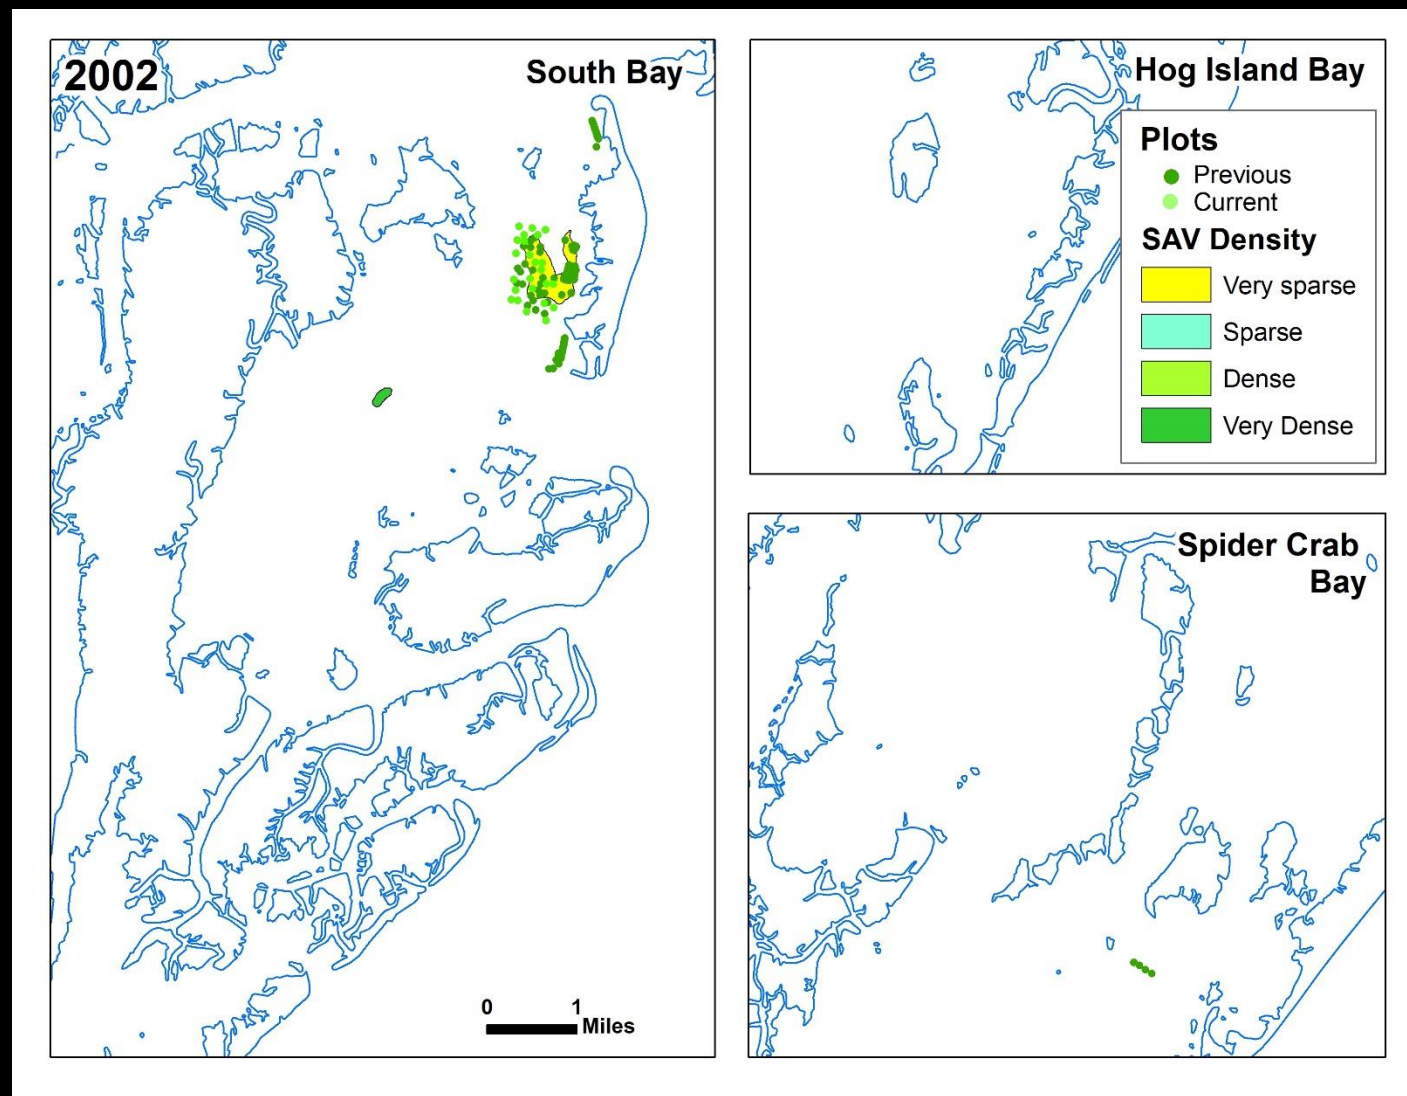 2002
South Bay
Hog Island Bay
Plots
Previous
Current
SAV Density
Very sparse
Sparse
Dense
Very Dense
Spider Crab
Bay
0 1
Miles